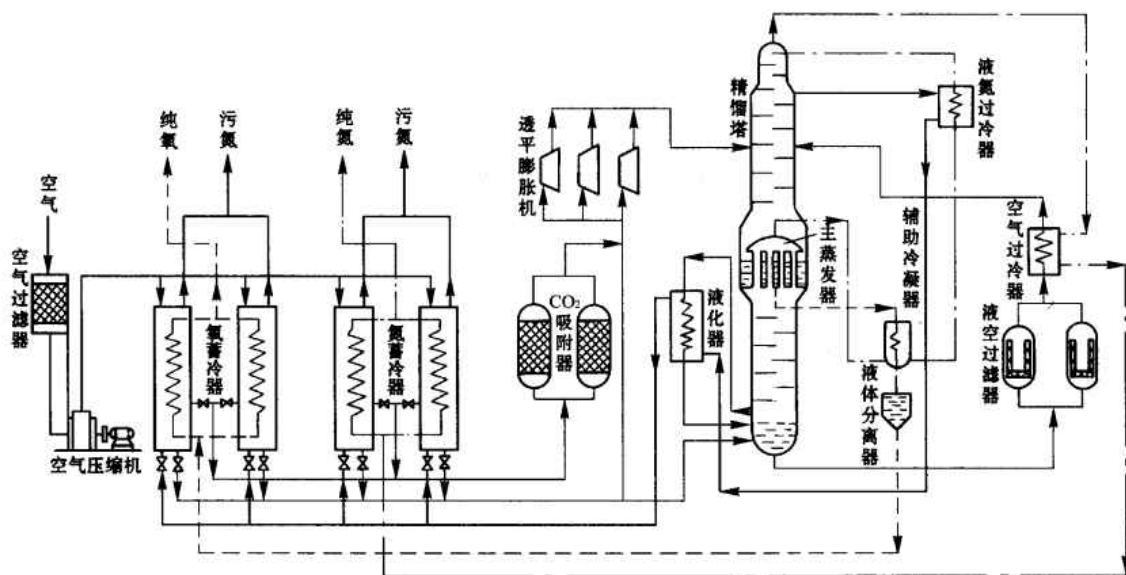 空气
空气过滤器
空气压缩机
纯氧
污氮
氧蓄冷器
纯氮
污氮
氮蓄冷器
透平膨胀机
CO₂
吸附器
液化器
精馏塔
主蒸发器
辅助冷凝器
液体分离器
液氮过冷器
空气过冷器
液空过滤器